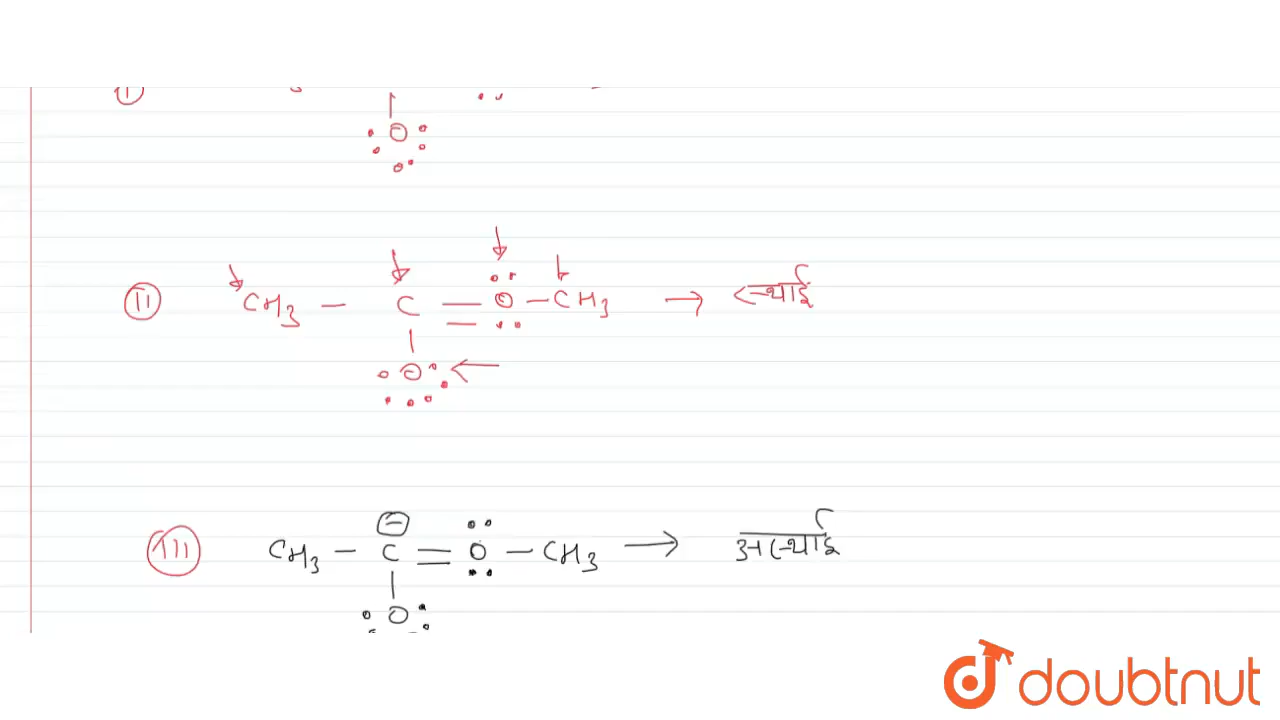 I
O
II CH3 - C = O - CH3 → स्थाई
O ←
III CH3 - C = O - CH3 → अस्थाई
O
doubtnut